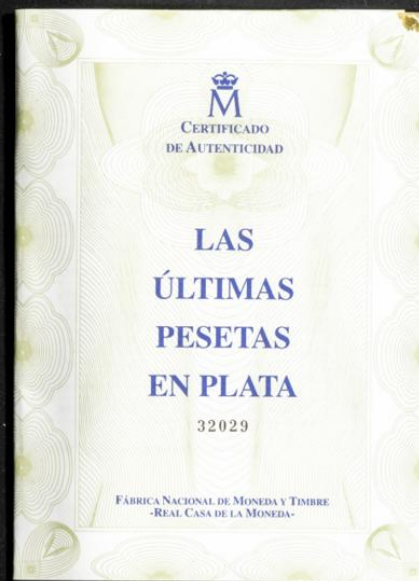 M
CERTIFICADO
DE AUTENTICIDAD
LAS
ÚLTIMAS
PESETAS
EN PLATA
32029
FÁBRICA NACIONAL DE MONEDA Y TIMBRE
-REAL CASA DE LA MONEDA-